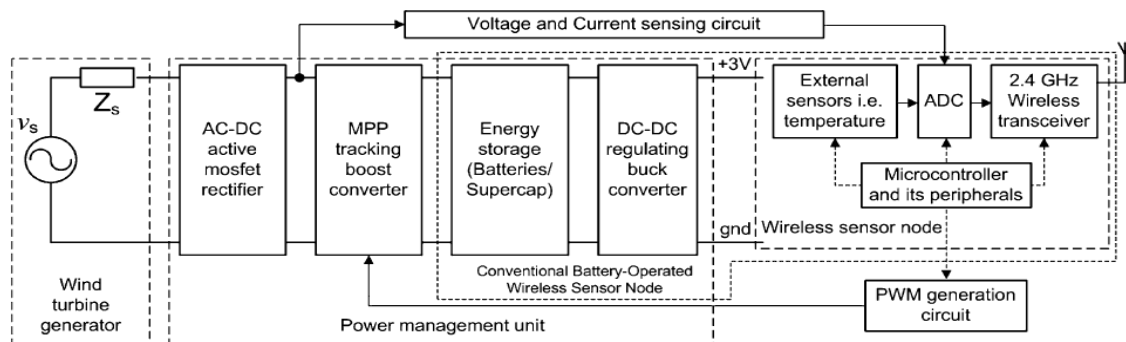 Voltage and Current sensing circuit
Zs
vs
Wind
turbine
generator
AC-DC
active
mosfet
rectifier
MPP
tracking
boost
converter
Energy
storage
(Batteries/
Supercap)
DC-DC
regulating
buck
converter
Conventional Battery-Operated
Wireless Sensor Node
Power management unit
+3V
gnd
External
sensors i.e.
temperature
ADC
2.4 GHz
Wireless
transceiver
Microcontroller
and its peripherals
Wireless sensor node
PWM generation
circuit